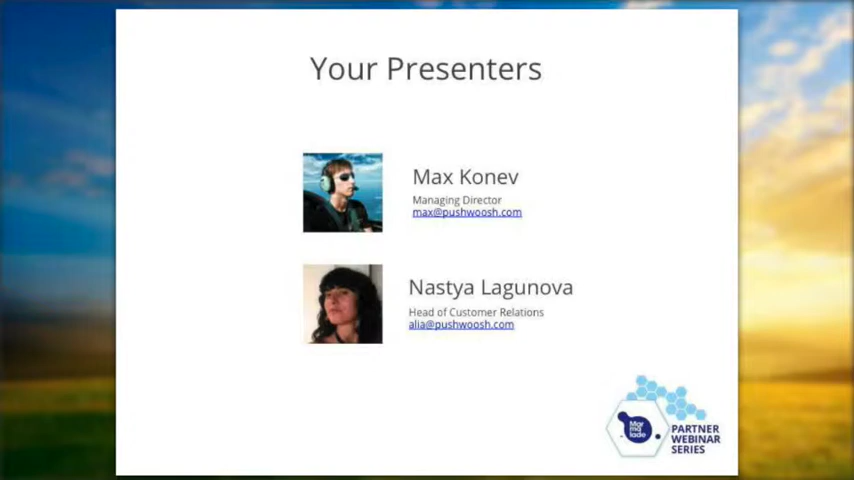 Your Presenters
Max Konev
Managing Director
max@pushwoosh.com
Nastya Lagunova
Head of Customer Relations
alia@pushwoosh.com
Mar
ma
lade
PARTNER
WEBINAR
SERIES